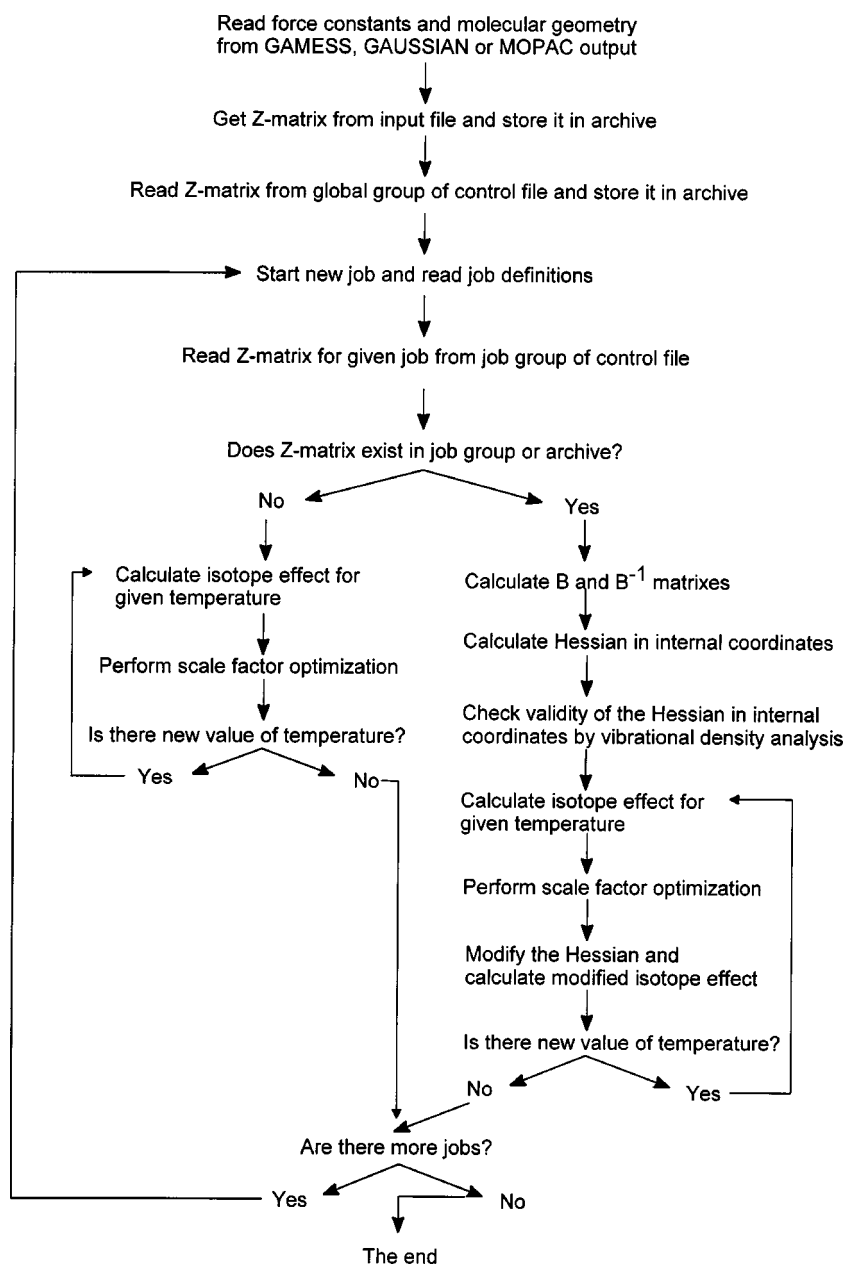 Read force constants and molecular geometry
from GAMESS, GAUSSIAN or MOPAC output
Get Z-matrix from input file and store it in archive
Read Z-matrix from global group of control file and store it in archive
Start new job and read job definitions
Read Z-matrix for given job from job group of control file
Does Z-matrix exist in job group or archive?
No
Yes
Calculate isotope effect for
given temperature
Perform scale factor optimization
Is there new value of temperature?
Yes
No
Calculate B and B⁻¹ matrixes
Calculate Hessian in internal coordinates
Check validity of the Hessian in internal
coordinates by vibrational density analysis
Calculate isotope effect for
given temperature
Perform scale factor optimization
Modify the Hessian and
calculate modified isotope effect
Is there new value of temperature?
No
Yes
Are there more jobs?
Yes
No
The end